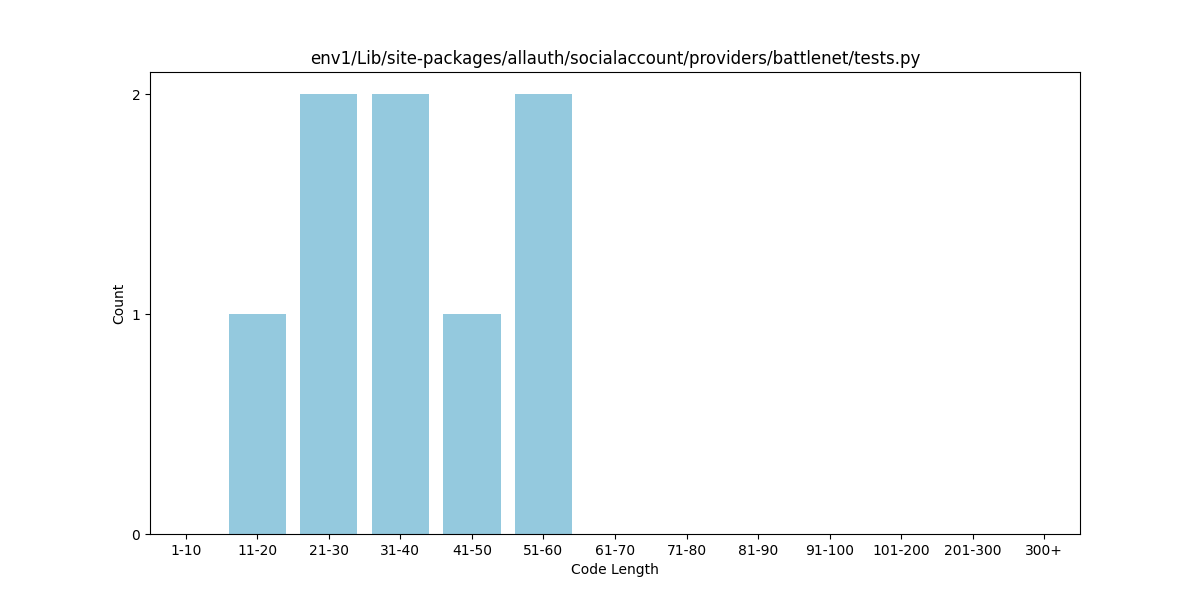 env1/Lib/site-packages/allauth/socialaccount/providers/battlenet/tests.py
2
1
0
Count
1-10 11-20 21-30 31-40 41-50 51-60 61-70 71-80 81-90 91-100 101-200 201-300 300+
Code Length